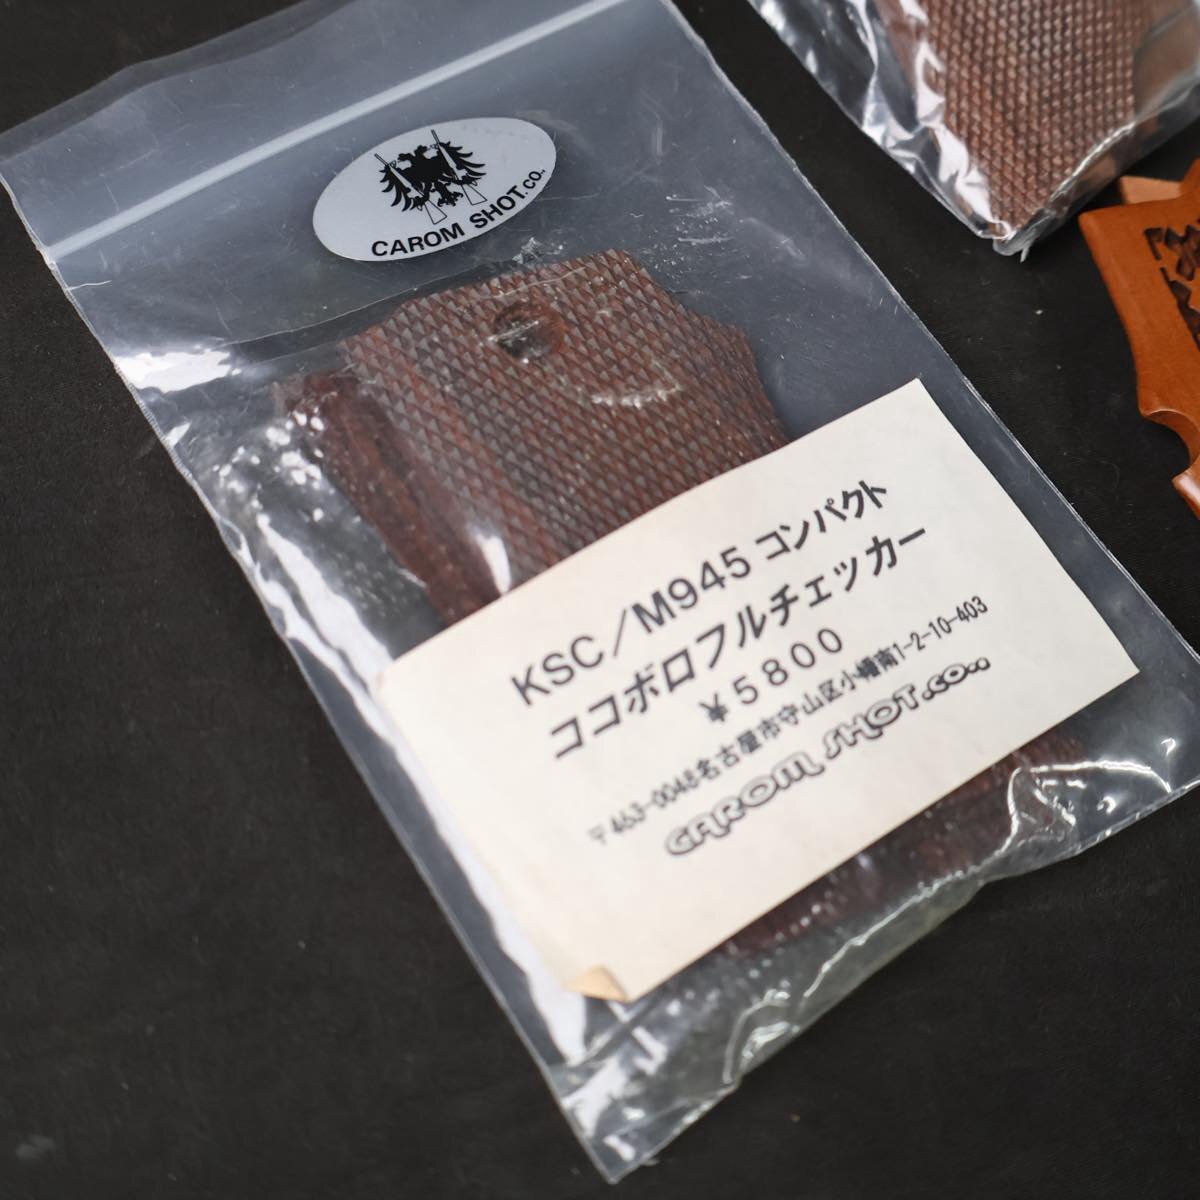 CAROM SHOT.co..
KSC/M945 コンパクト
ココボロフルチェッカー
¥5800
〒463-0048名古屋市守山区小幡南1-2-10-403
CAROM SHOT.co..